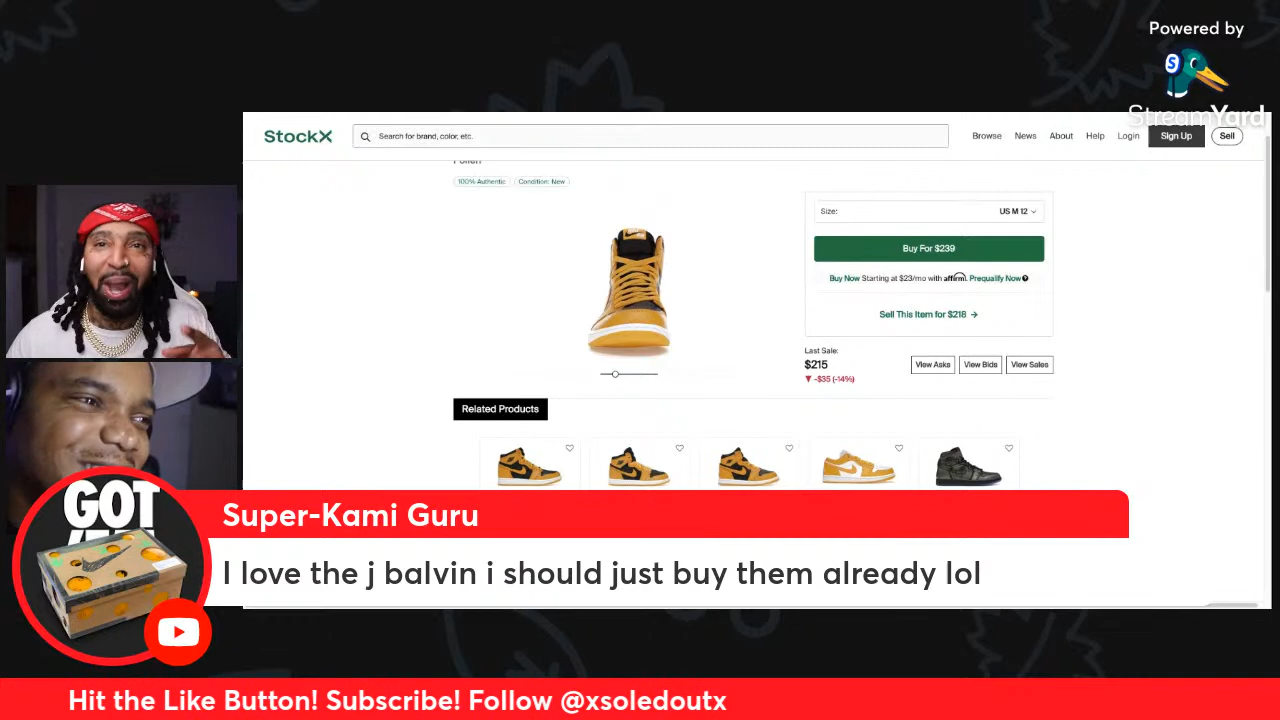 Powered by
S
StreamYard
StockX
Search for brand, color, etc.
Browse News About Help Login Sign Up Sell
Pollen
100% Authentic Condition: New
Size: US M 12
Buy For $239
Buy Now Starting at $23/mo with affirm. Prequalify Now
Sell This Item for $218 →
Last Sale:
$215
▼ -$35 (-14%)
View Asks View Bids View Sales
Related Products
GOT
Super-Kami Guru
I love the j balvin i should just buy them already lol
Hit the Like Button! Subscribe! Follow @xsoledoutx